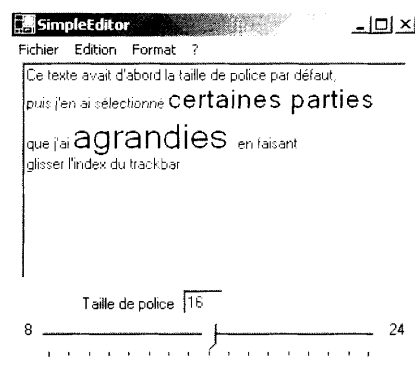 SimpleEditor
Fichier Edition Format ?
Ce texte avait d'abord la taille de police par défaut,
puis j'en ai sélectionné certaines parties
que j'ai agrandies en faisant
glisser l'index du trackbar
Taille de police 16
8 24